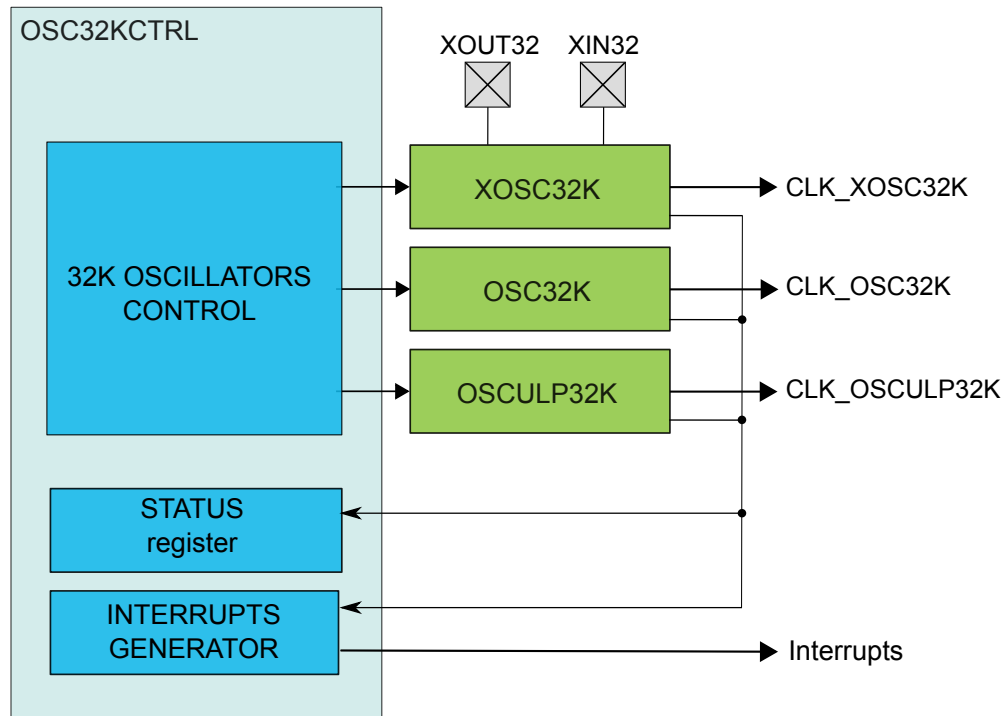 OSC32KCTRL
XOUT32
XIN32
XOSC32K
CLK_XOSC32K
32K OSCILLATORS
CONTROL
OSC32K
CLK_OSC32K
OSCULP32K
CLK_OSCULP32K
STATUS
register
INTERRUPTS
GENERATOR
Interrupts